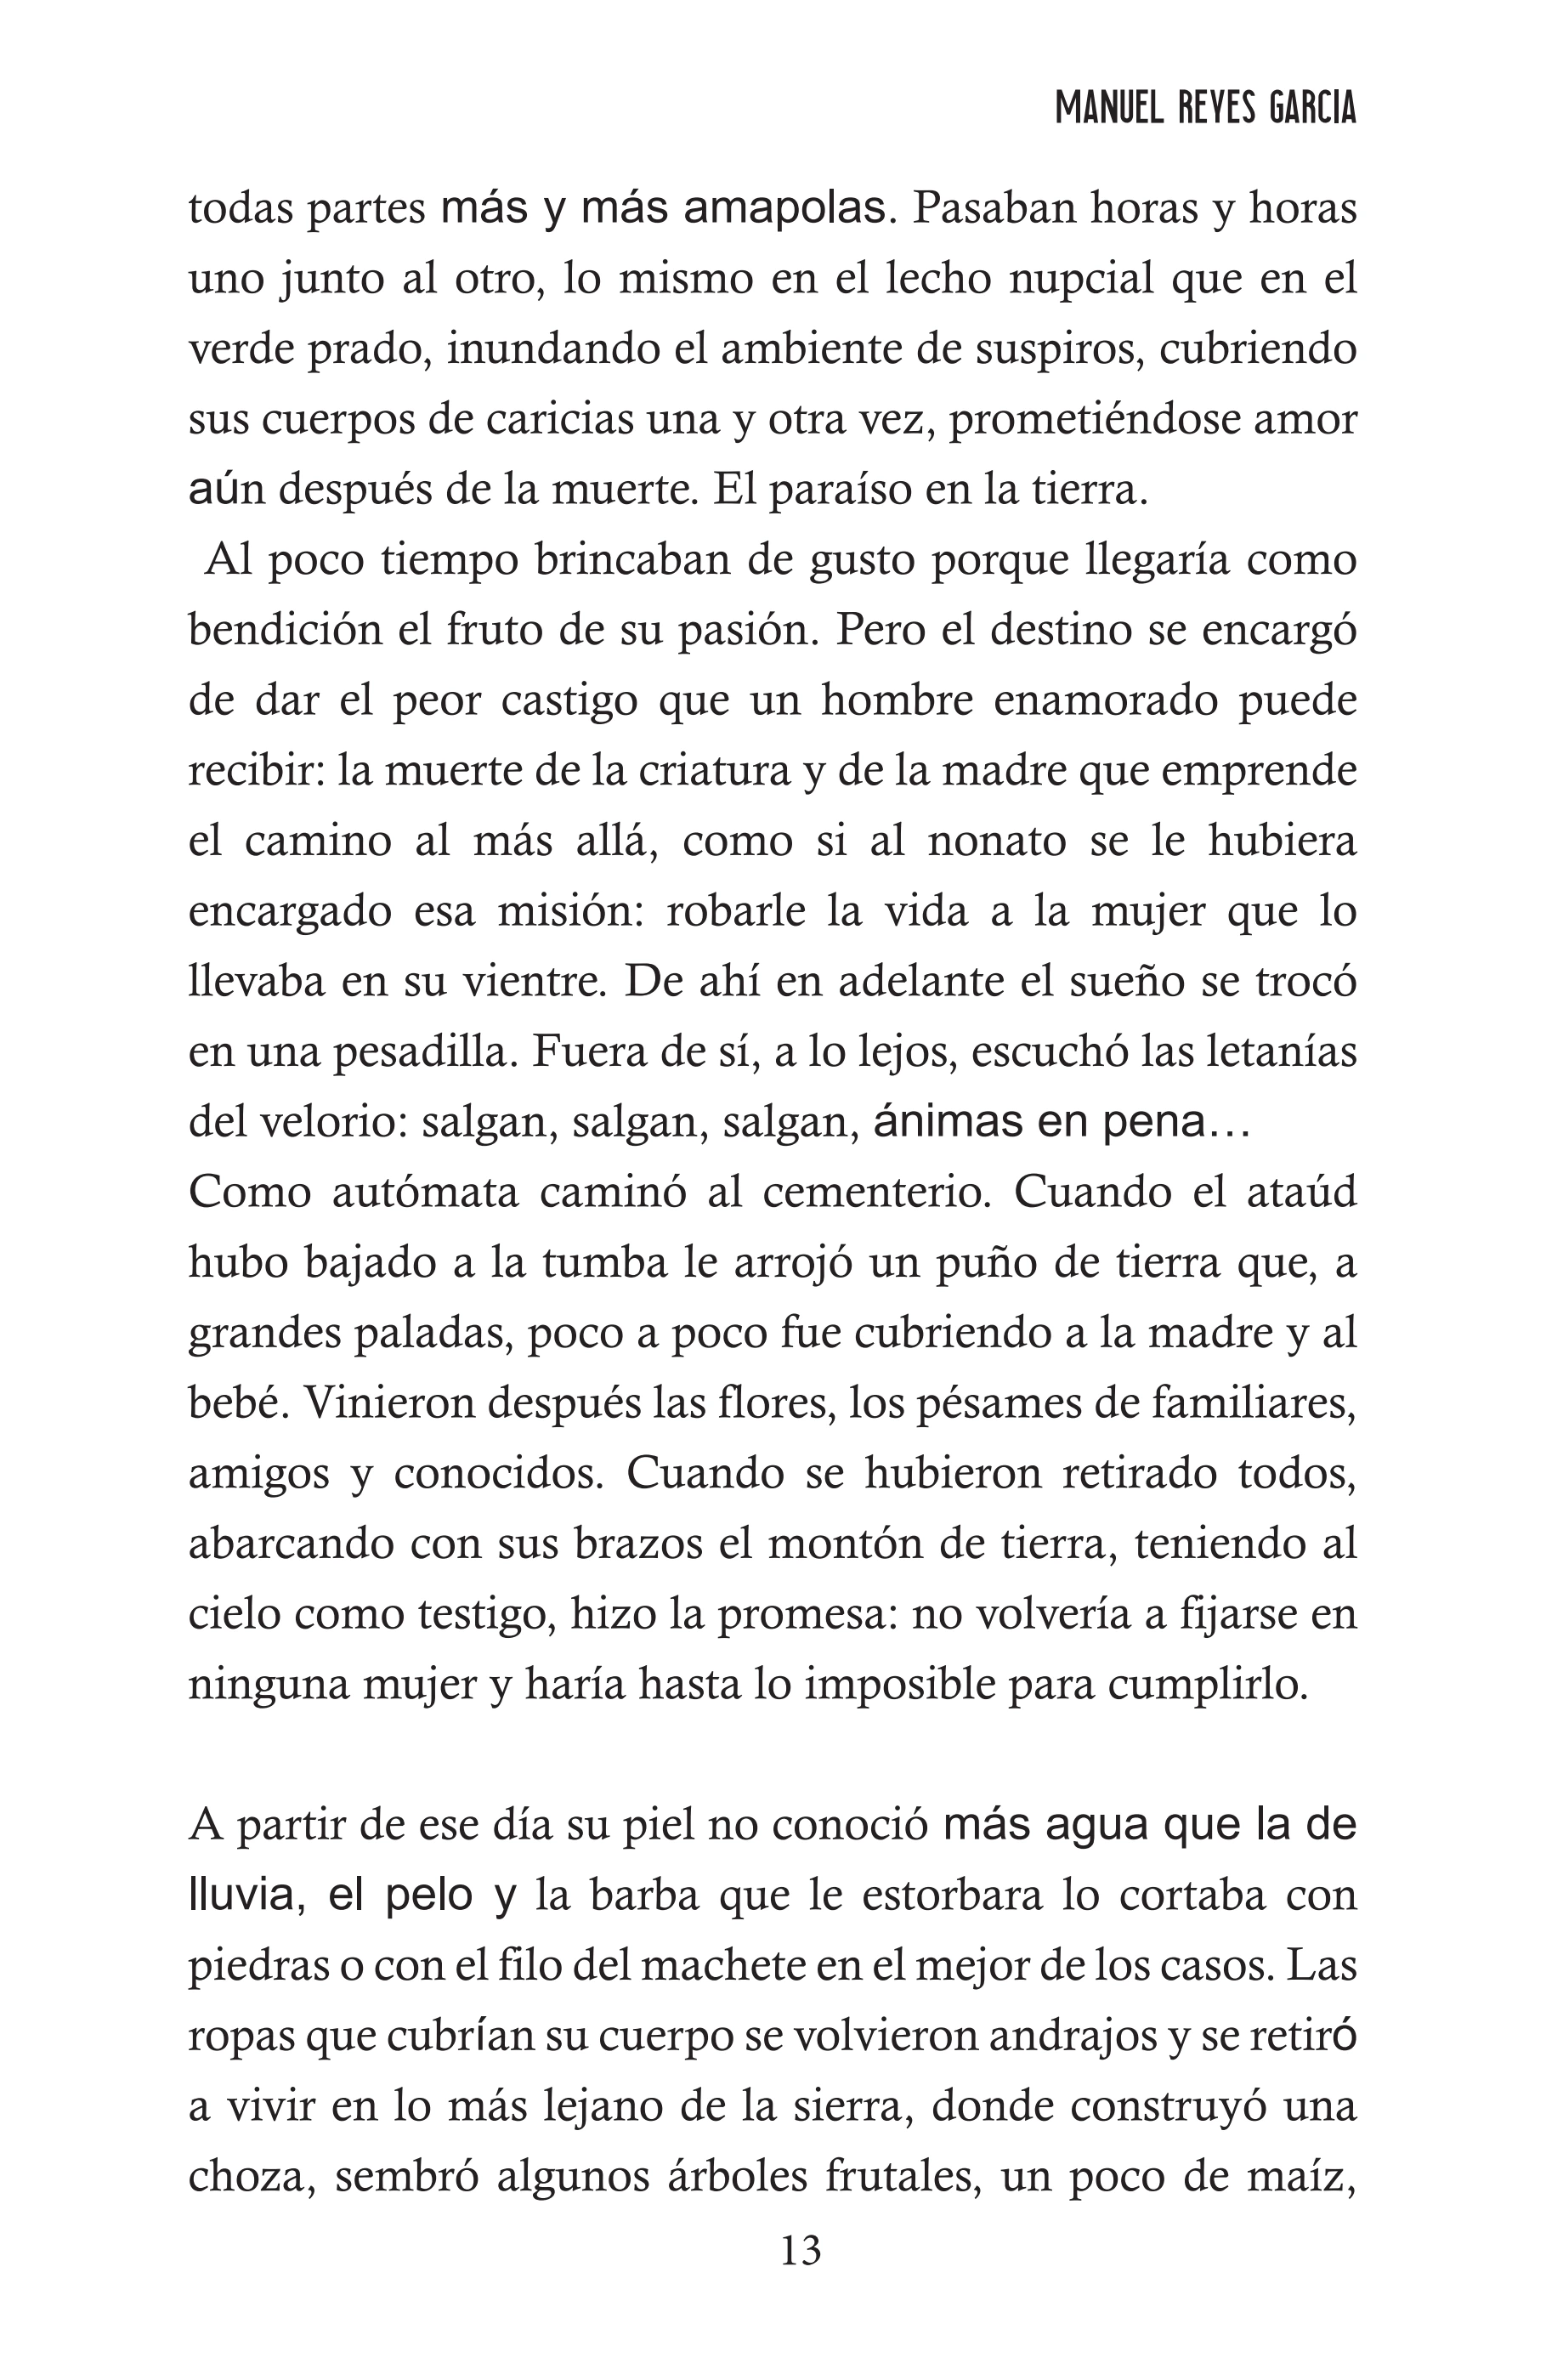 MANUEL REYES GARCIA
todas partes más y más amapolas. Pasaban horas y horas
uno junto al otro, lo mismo en el lecho nupcial que en el
verde prado, inundando el ambiente de suspiros, cubriendo
sus cuerpos de caricias una y otra vez, prometiéndose amor
aún después de la muerte. El paraíso en la tierra.
Al poco tiempo brincaban de gusto porque llegaría como
bendición el fruto de su pasión. Pero el destino se encargó
de dar el peor castigo que un hombre enamorado puede
recibir: la muerte de la criatura y de la madre que emprende
el camino al más allá, como si al nonato se le hubiera
encargado esa misión: robarle la vida a la mujer que lo
llevaba en su vientre. De ahí en adelante el sueño se trocó
en una pesadilla. Fuera de sí, a lo lejos, escuchó las letanías
del velorio: salgan, salgan, salgan, ánimas en pena…
Como autómata caminó al cementerio. Cuando el ataúd
hubo bajado a la tumba le arrojó un puño de tierra que, a
grandes paladas, poco a poco fue cubriendo a la madre y al
bebé. Vinieron después las flores, los pésames de familiares,
amigos y conocidos. Cuando se hubieron retirado todos,
abarcando con sus brazos el montón de tierra, teniendo al
cielo como testigo, hizo la promesa: no volvería a fijarse en
ninguna mujer y haría hasta lo imposible para cumplirlo.
A partir de ese día su piel no conoció más agua que la de
lluvia, el pelo y la barba que le estorbara lo cortaba con
piedras o con el filo del machete en el mejor de los casos. Las
ropas que cubrían su cuerpo se volvieron andrajos y se retiró
a vivir en lo más lejano de la sierra, donde construyó una
choza, sembró algunos árboles frutales, un poco de maíz,
13